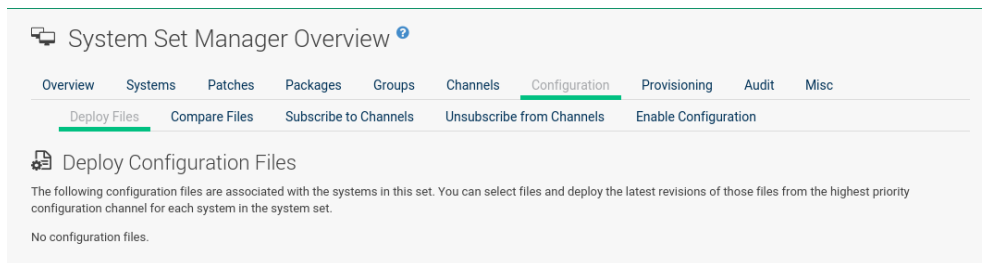 System Set Manager Overview ?
Overview Systems Patches Packages Groups Channels Configuration Provisioning Audit Misc
Deploy Files Compare Files Subscribe to Channels Unsubscribe from Channels Enable Configuration
Deploy Configuration Files
The following configuration files are associated with the systems in this set. You can select files and deploy the latest revisions of those files from the highest priority
configuration channel for each system in the system set.
No configuration files.